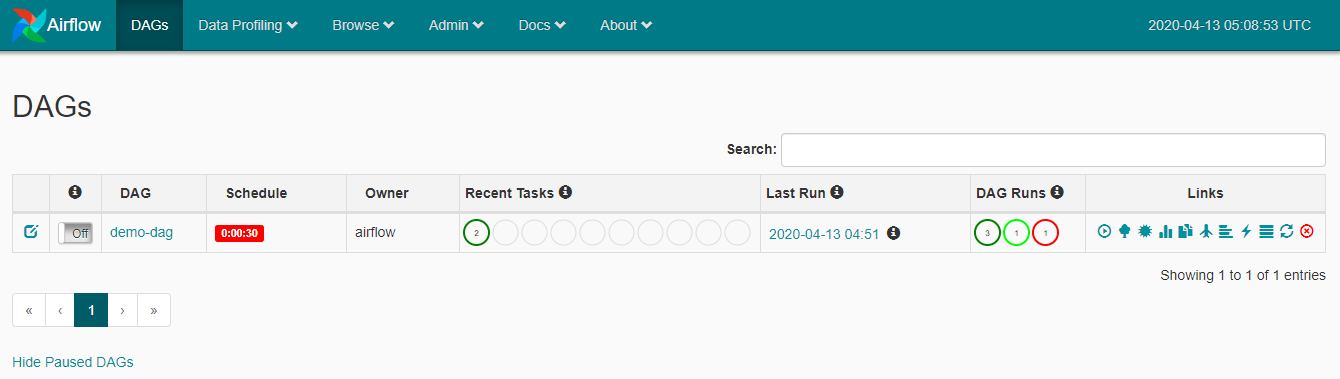 Airflow DAGs Data Profiling Browse Admin Docs About 2020-04-13 05:08:53 UTC
DAGs
Search:
DAG Schedule Owner Recent Tasks Last Run DAG Runs Links
Off demo-dag 0:00:30 airflow 2 2020-04-13 04:51 3 1 1
Showing 1 to 1 of 1 entries
« ‹ 1 › »
Hide Paused DAGs